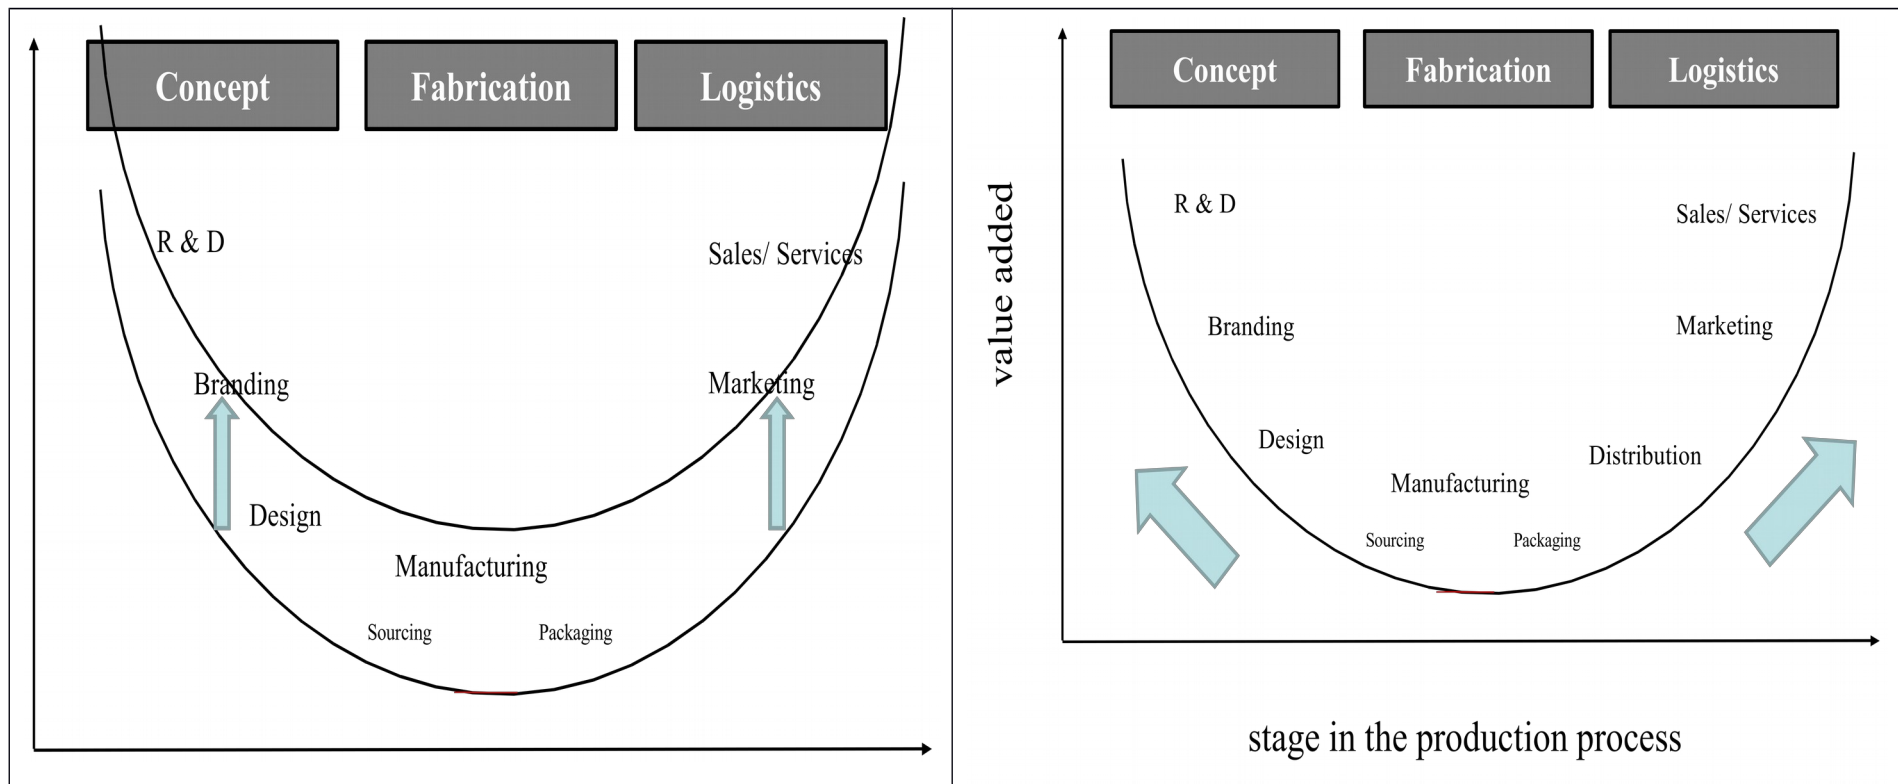 Concept
Fabrication
Logistics
R & D
Sales/ Services
Branding
Marketing
Design
Manufacturing
Sourcing
Packaging
Concept
Fabrication
Logistics
value added
R & D
Sales/ Services
Branding
Marketing
Design
Distribution
Manufacturing
Sourcing
Packaging
stage in the production process